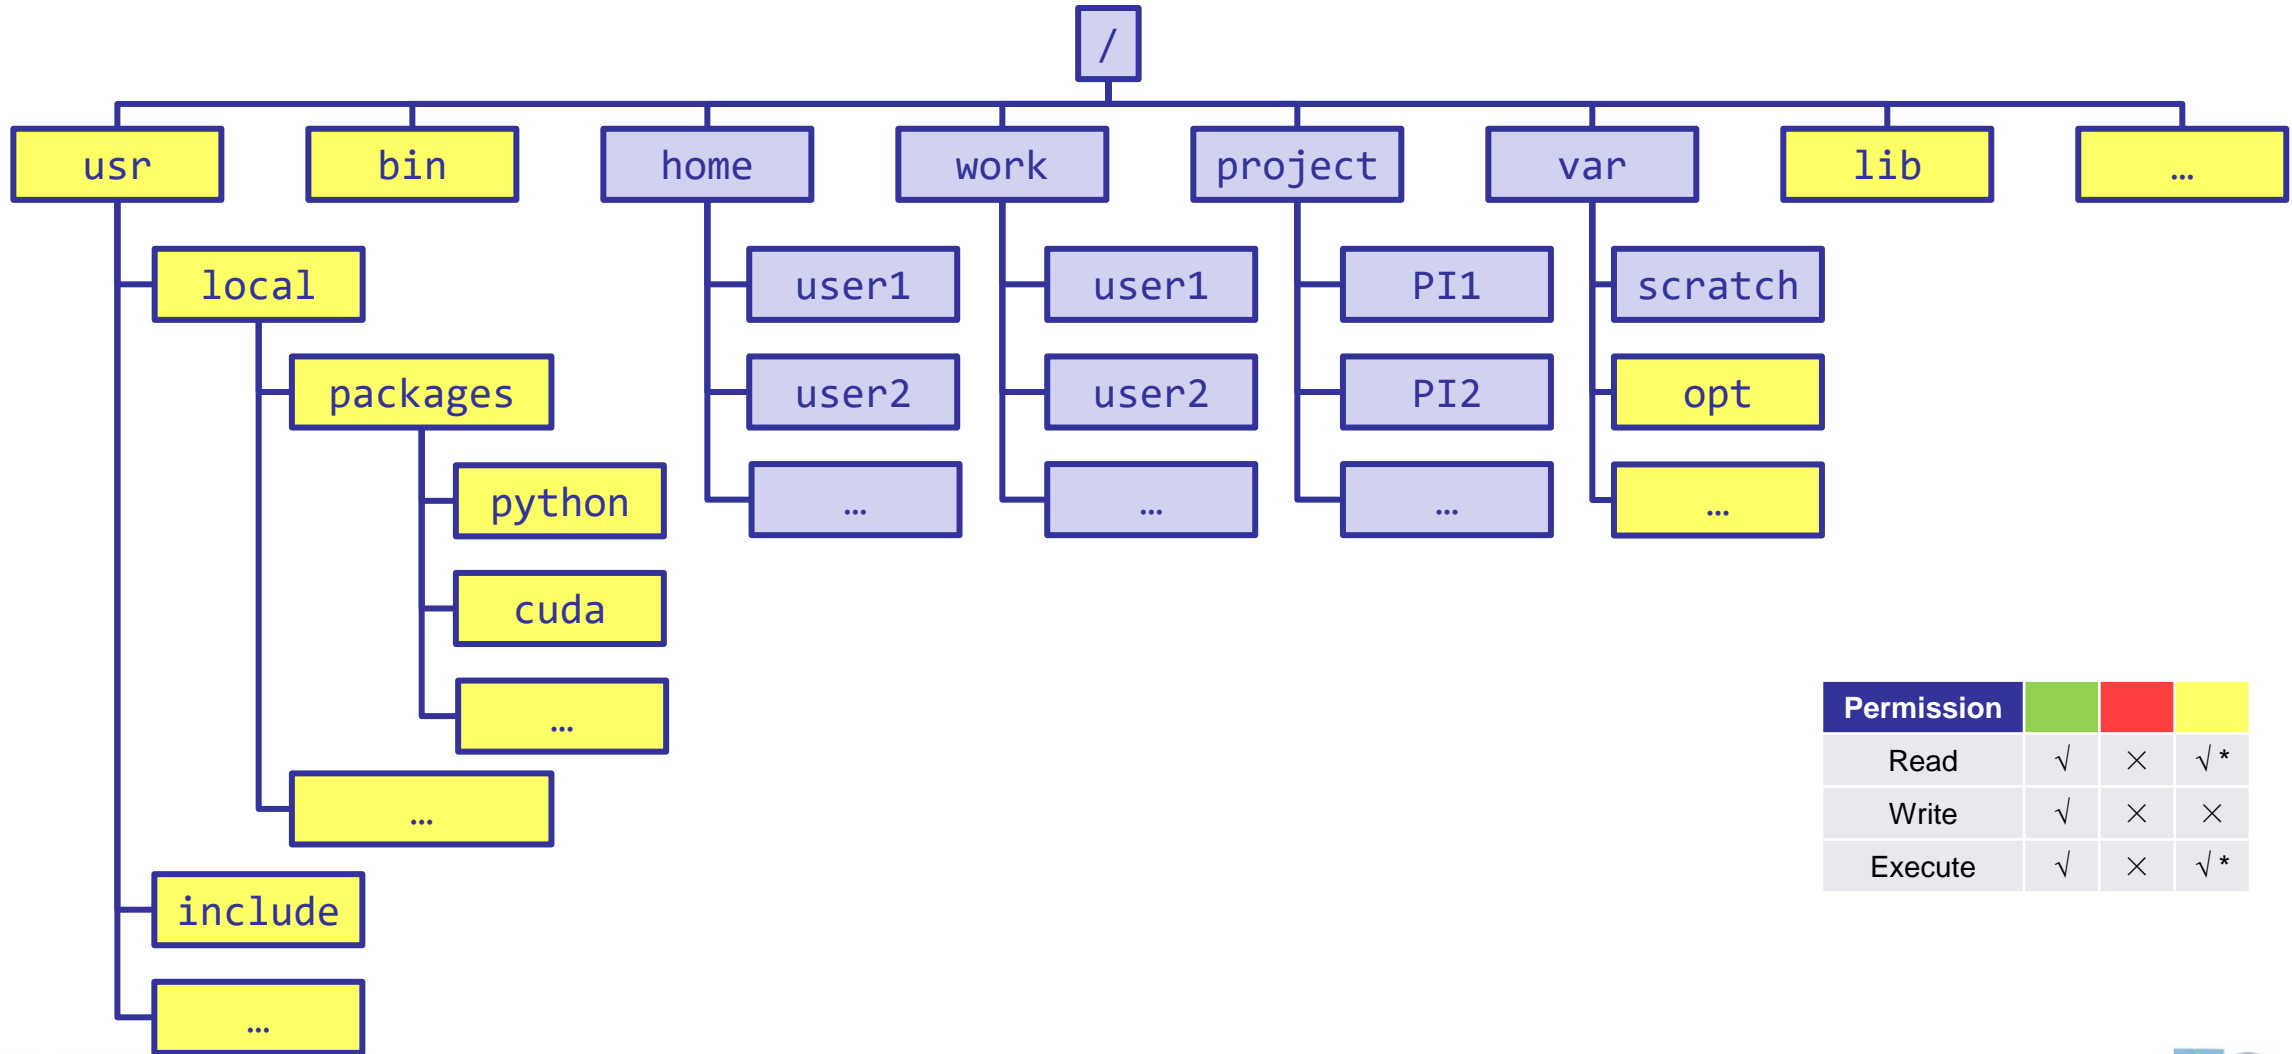 /
usr bin home work project var lib …
local user1 user1 PI1 scratch
packages user2 user2 PI2 opt
python … … … …
cuda
…
…
include
…
Permission
Read √ × √ *
Write √ × ×
Execute √ × √ *